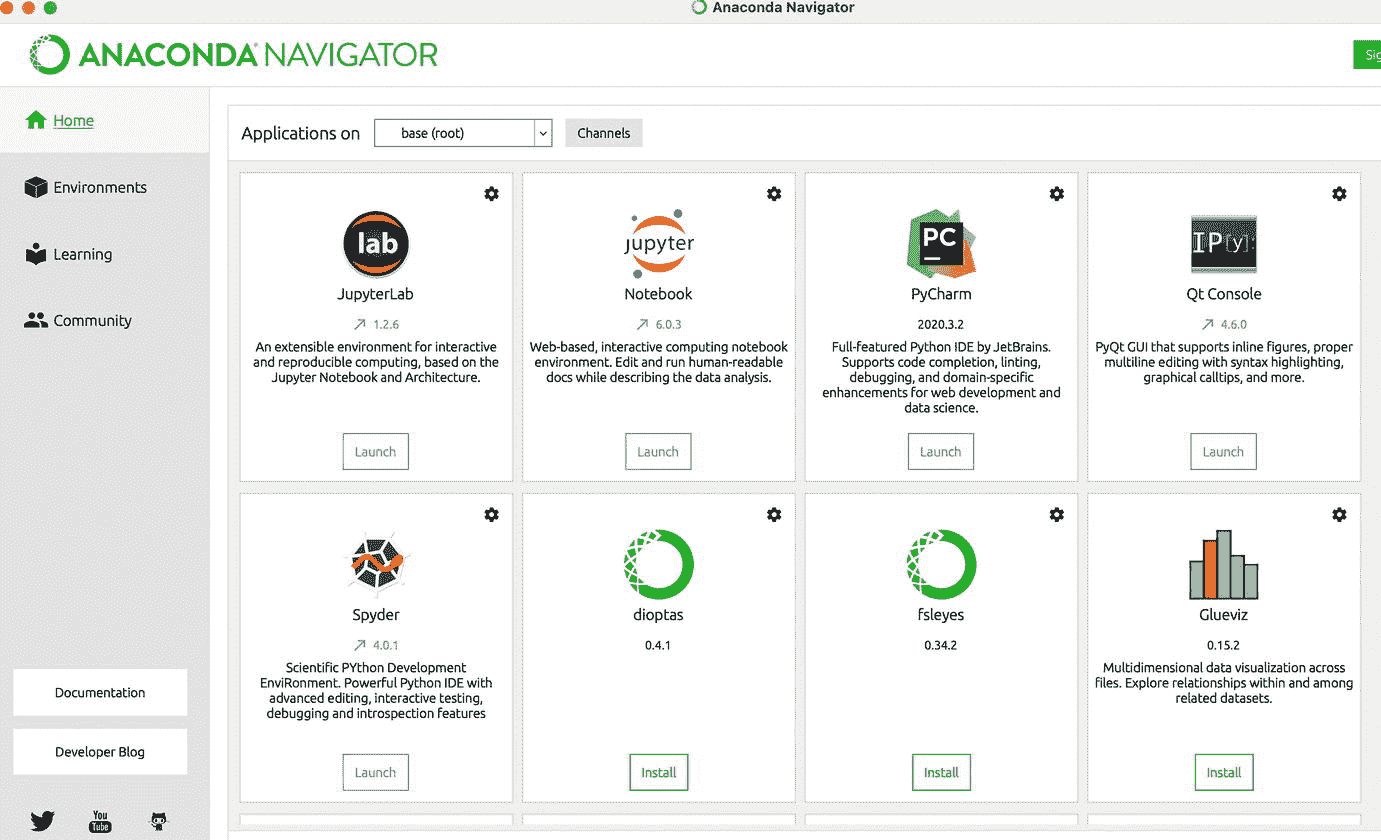 Anaconda Navigator
ANACONDA NAVIGATOR
Home
Environments
Learning
Community
Documentation
Developer Blog
You
Tube
Applications on
base (root)
Channels
lab
JupyterLab
1.2.6
An extensible environment for interactive
and reproducible computing, based on the
Jupyter Notebook and Architecture.
Launch
jupyter
Notebook
6.0.3
Web-based, interactive computing notebook
environment. Edit and run human-readable
docs while describing the data analysis.
Launch
PC
PyCharm
2020.3.2
Full-featured Python IDE by JetBrains.
Supports code completion, linting,
debugging, and domain-specific
enhancements for web development and
data science.
Launch
IP[y]:
Qt Console
4.6.0
PyQt GUI that supports inline figures, proper
multiline editing with syntax highlighting,
graphical calltips, and more.
Launch
Spyder
4.0.1
Scientific PYthon Development
EnviRonment. Powerful Python IDE with
advanced editing, interactive testing,
debugging and introspection features
Launch
dioptas
0.4.1
Install
fsleyes
0.34.2
Install
Glueviz
0.15.2
Multidimensional data visualization across
files. Explore relationships within and among
related datasets.
Install